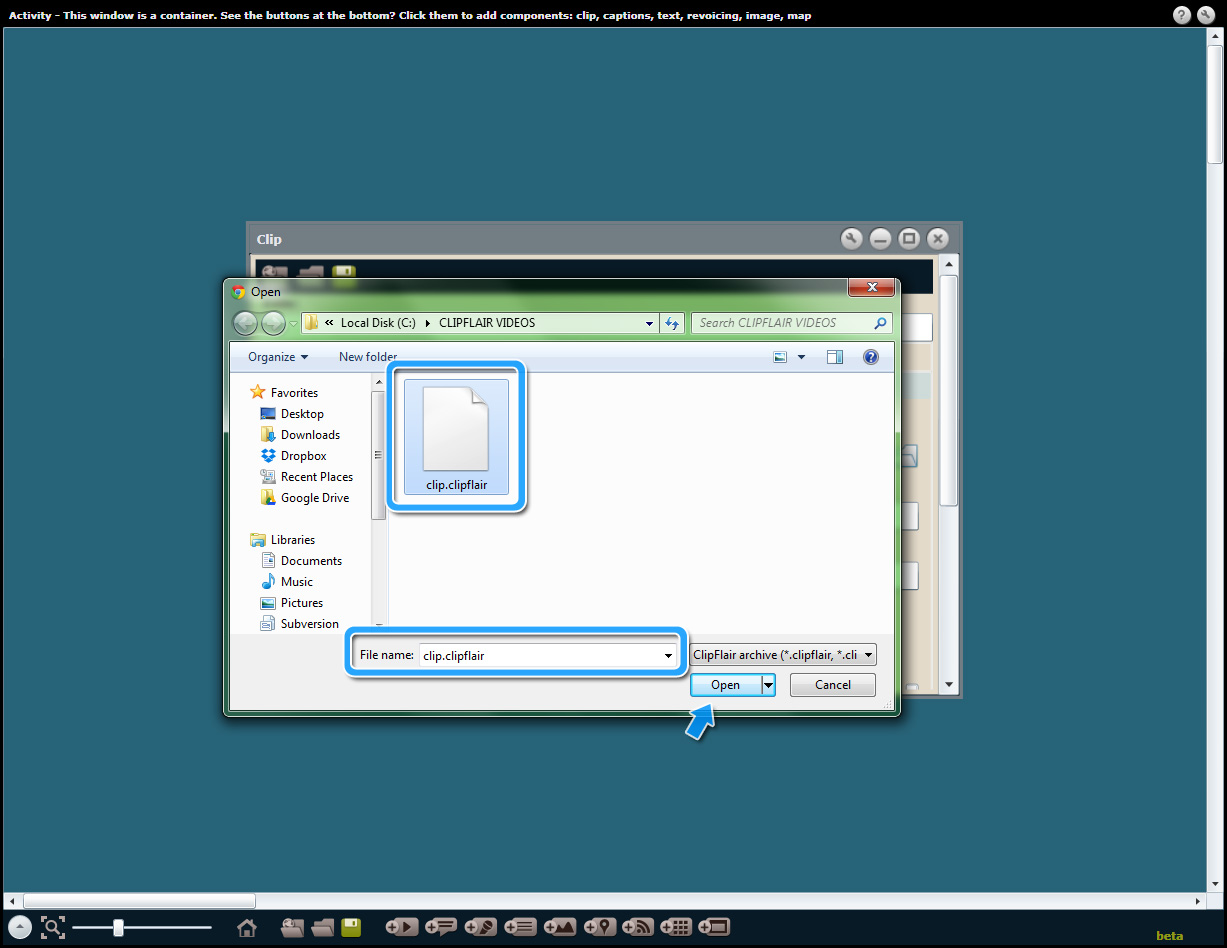 Activity - This window is a container. See the buttons at the bottom? Click them to add components: clip, captions, text, revoicing, image, map
Clip
Open
« Local Disk (C:) ▸ CLIPFLAIR VIDEOS
Search CLIPFLAIR VIDEOS
Organize
New folder
Favorites
Desktop
Downloads
Dropbox
Recent Places
Google Drive
clip.clipflair
Libraries
Documents
Music
Pictures
Subversion
File name: clip.clipflair
ClipFlair archive (*.clipflair, *.cli
Open
Cancel
beta